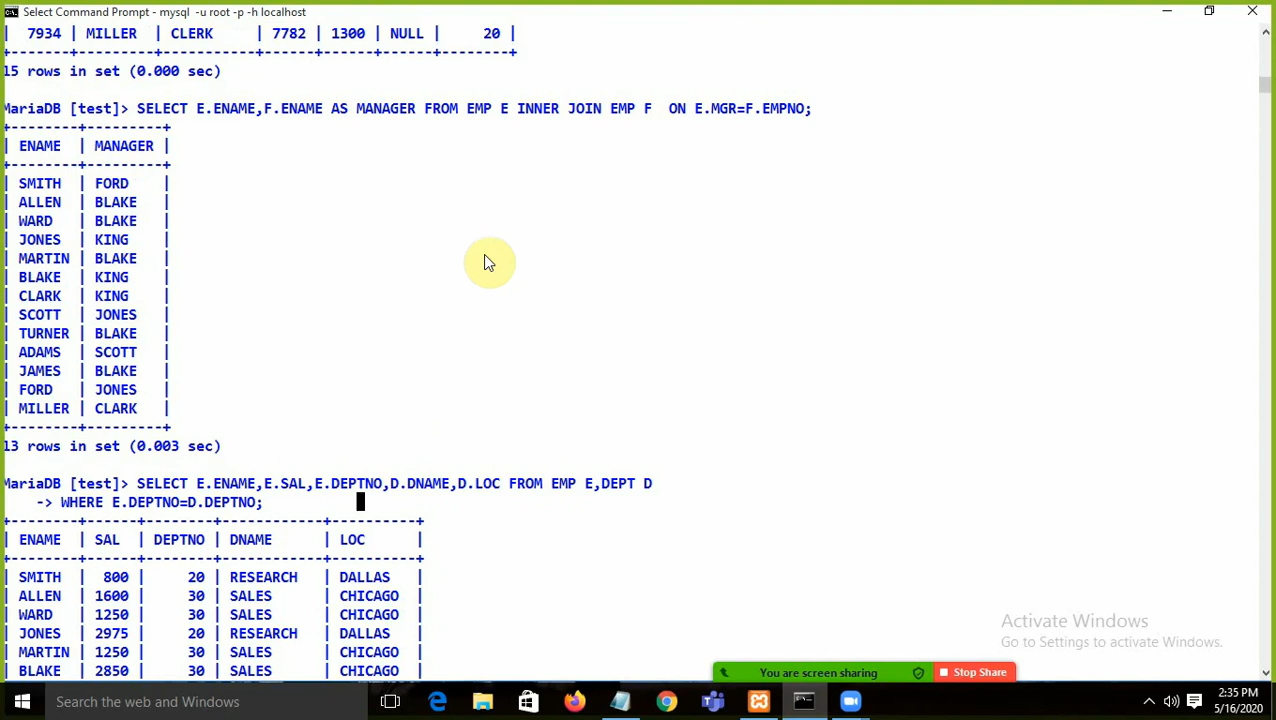 Select Command Prompt - mysql -u root -p -h localhost
| 7934 | MILLER | CLERK | 7782 | 1300 | NULL | 20 |
+--------+---------+-----------+------+------+------+--------+
15 rows in set (0.000 sec)
MariaDB [test]> SELECT E.ENAME,F.ENAME AS MANAGER FROM EMP E INNER JOIN EMP F ON E.MGR=F.EMPNO;
+--------+---------+
| ENAME | MANAGER |
+--------+---------+
| SMITH | FORD |
| ALLEN | BLAKE |
| WARD | BLAKE |
| JONES | KING |
| MARTIN | BLAKE |
| BLAKE | KING |
| CLARK | KING |
| SCOTT | JONES |
| TURNER | BLAKE |
| ADAMS | SCOTT |
| JAMES | BLAKE |
| FORD | JONES |
| MILLER | CLARK |
+--------+---------+
13 rows in set (0.003 sec)
MariaDB [test]> SELECT E.ENAME,E.SAL,E.DEPTNO,D.DNAME,D.LOC FROM EMP E,DEPT D
-> WHERE E.DEPTNO=D.DEPTNO;
+--------+------+--------+------------+----------+
| ENAME | SAL | DEPTNO | DNAME | LOC |
+--------+------+--------+------------+----------+
| SMITH | 800 | 20 | RESEARCH | DALLAS |
| ALLEN | 1600 | 30 | SALES | CHICAGO |
| WARD | 1250 | 30 | SALES | CHICAGO |
| JONES | 2975 | 20 | RESEARCH | DALLAS |
| MARTIN | 1250 | 30 | SALES | CHICAGO |
| BLAKE | 2850 | 30 | SALES | CHICAGO |
Activate Windows
Go to Settings to activate Windows.
You are screen sharing
Stop Share
Search the web and Windows
2:35 PM
5/16/2020